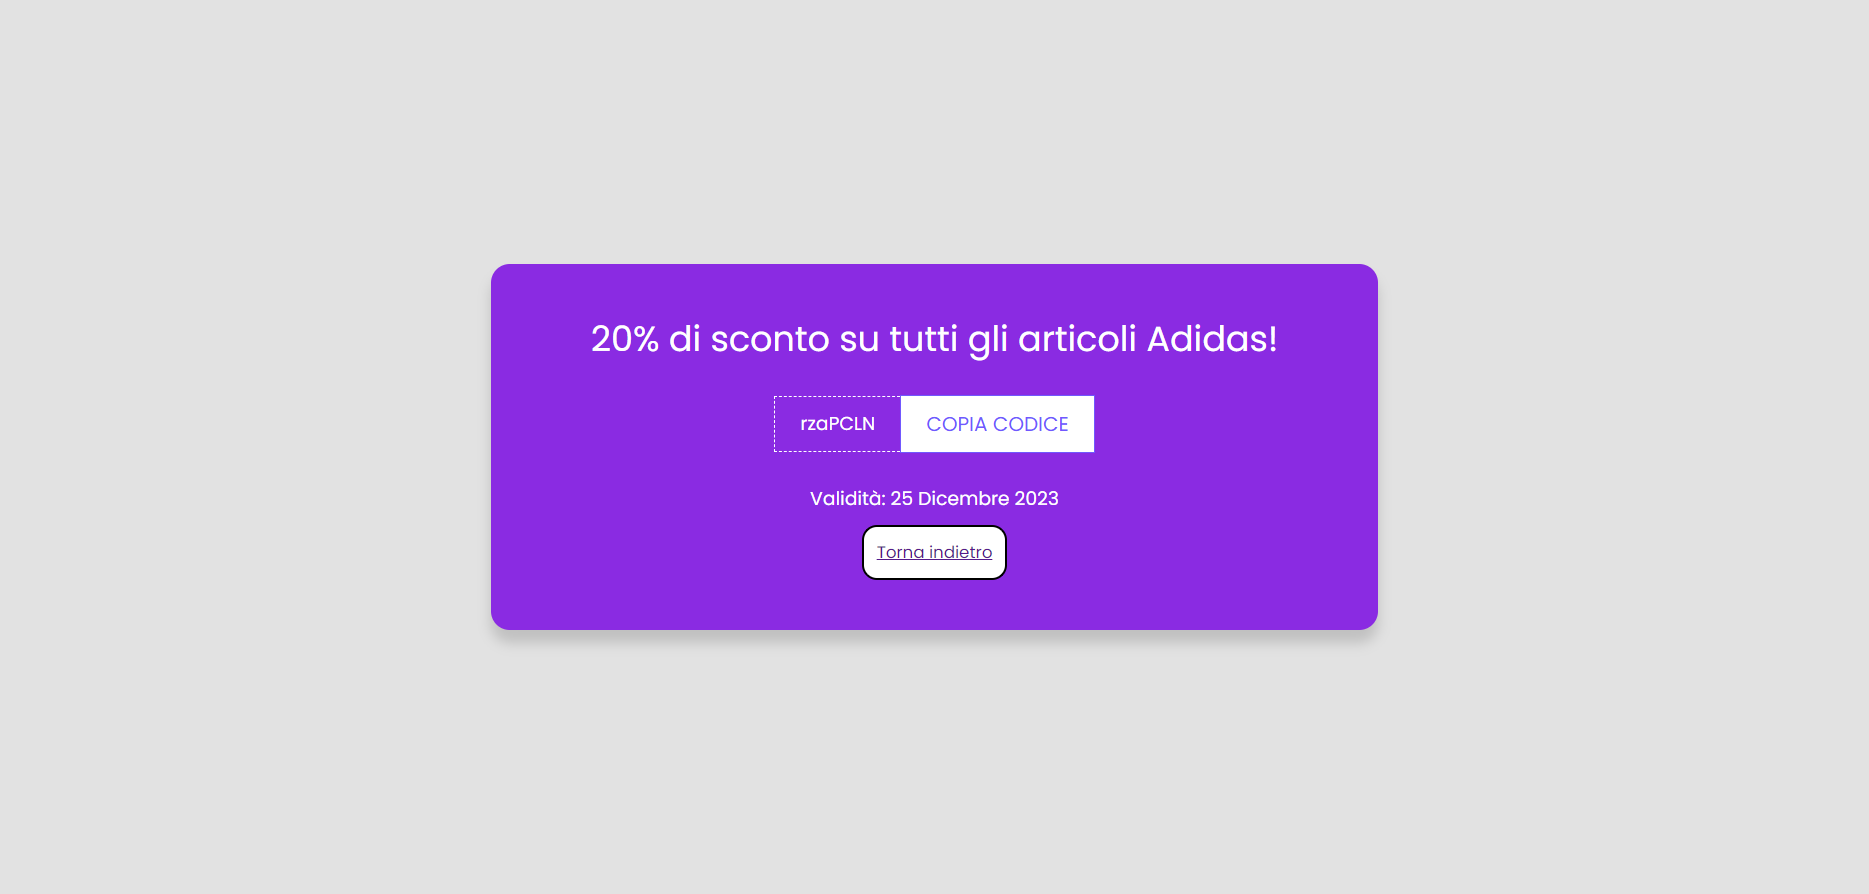 20% di sconto su tutti gli articoli Adidas!
rzaPCLN COPIA CODICE
Validità: 25 Dicembre 2023
Torna indietro